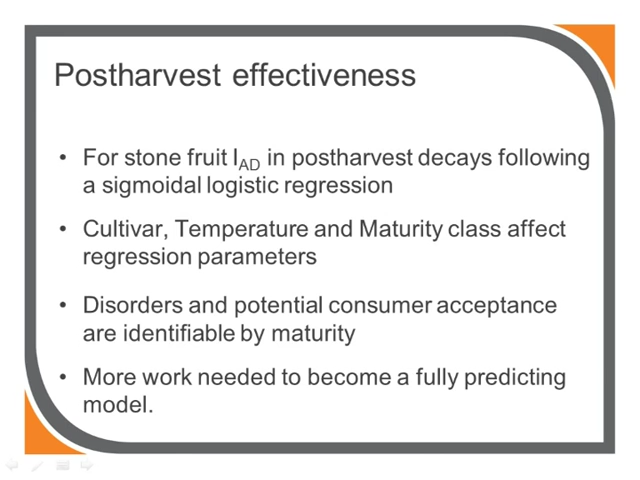 Postharvest effectiveness
• For stone fruit I_AD in postharvest decays following
a sigmoidal logistic regression
• Cultivar, Temperature and Maturity class affect
regression parameters
• Disorders and potential consumer acceptance
are identifiable by maturity
• More work needed to become a fully predicting
model.